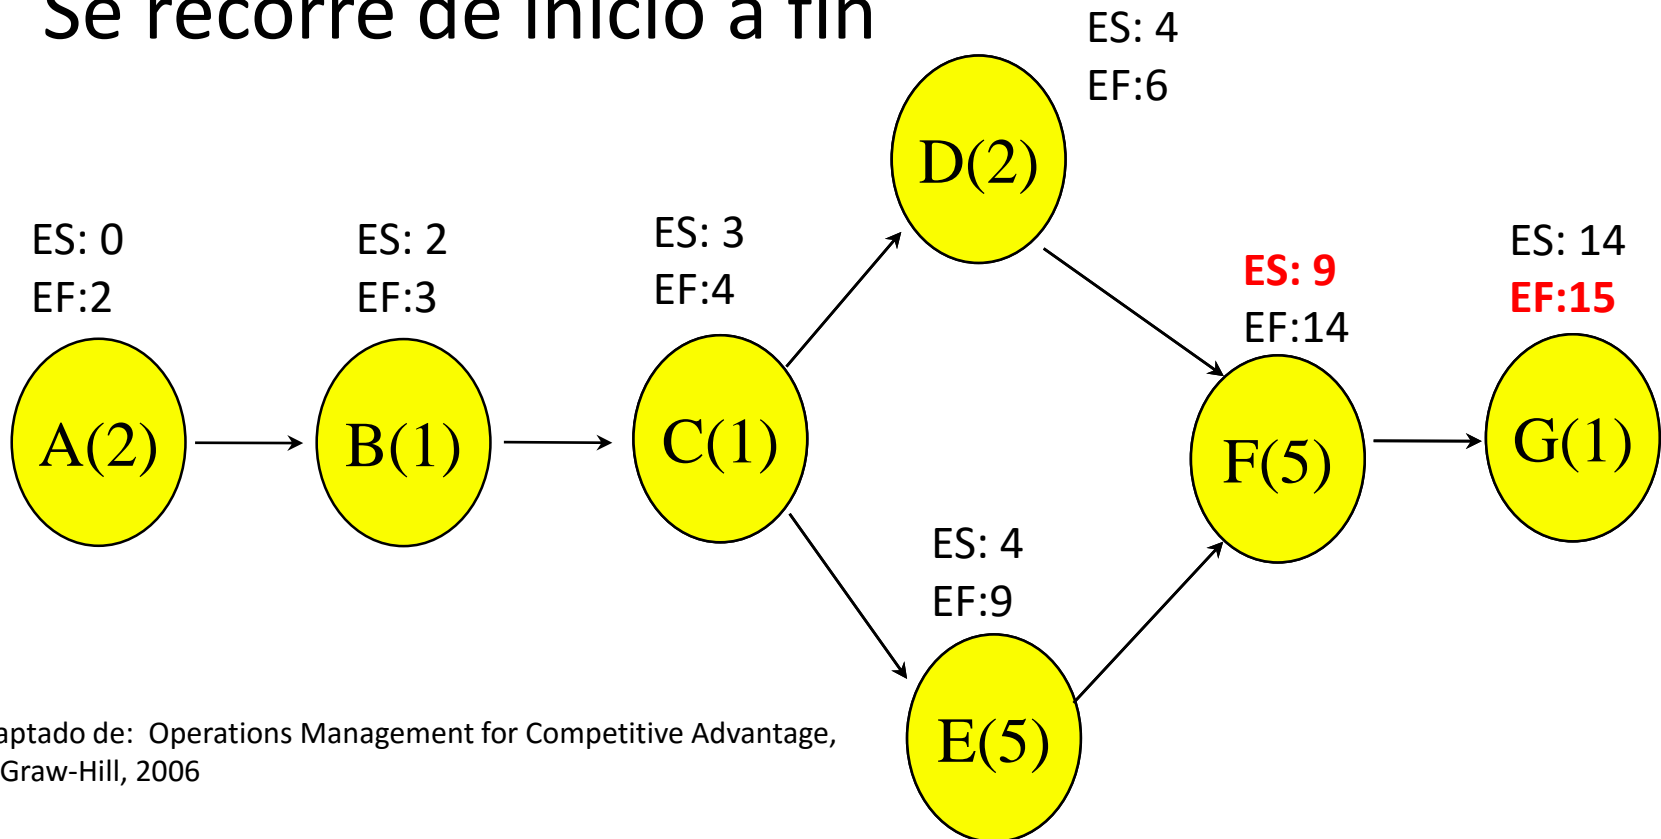 Se recorre de inicio a fin
ES: 4
EF:6
D(2)
ES: 0
EF:2
ES: 2
EF:3
ES: 3
EF:4
ES: 9
EF:14
ES: 14
EF:15
A(2)
B(1)
C(1)
F(5)
G(1)
ES: 4
EF:9
E(5)
aptado de: Operations Management for Competitive Advantage,
Graw-Hill, 2006